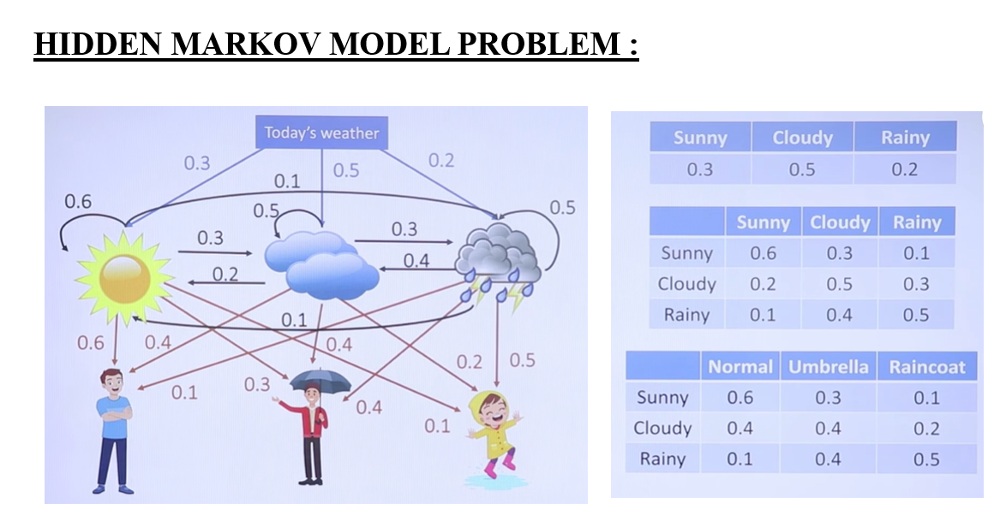 HIDDEN MARKOV MODEL PROBLEM :
Today's weather
0.3
0.5
0.2
0.1
0.6
0.5
0.5
0.3
0.3
0.2
0.4
0.1
0.6
0.4
0.4
0.2
0.5
0.1
0.3
0.4
0.1
Sunny Cloudy Rainy
0.3 0.5 0.2
Sunny Cloudy Rainy
Sunny 0.6 0.3 0.1
Cloudy 0.2 0.5 0.3
Rainy 0.1 0.4 0.5
Normal Umbrella Raincoat
Sunny 0.6 0.3 0.1
Cloudy 0.4 0.4 0.2
Rainy 0.1 0.4 0.5